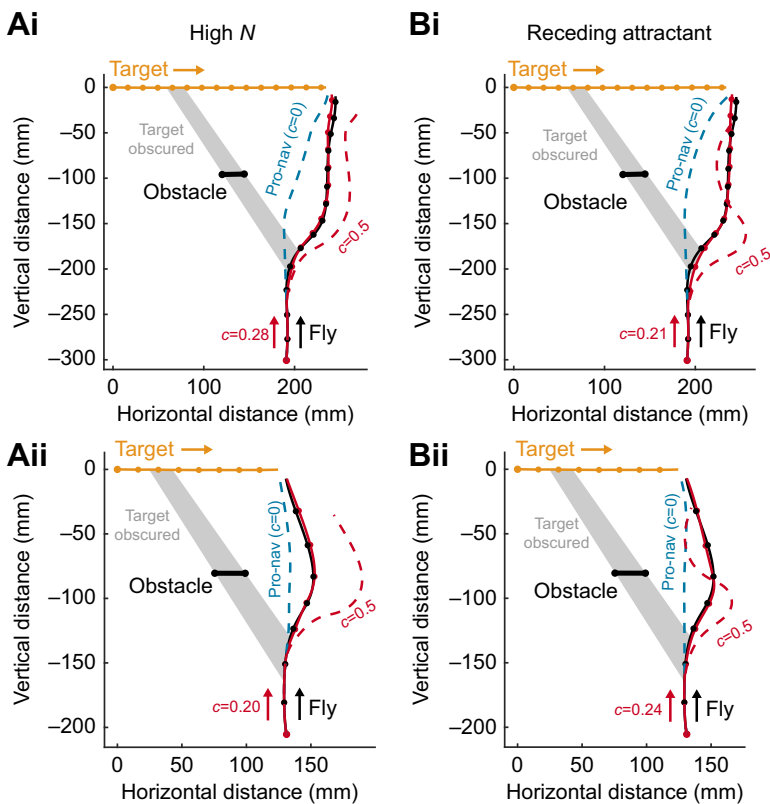 Ai
High N
Target
0
–50
–100
–150
–200
–250
–300
Vertical distance (mm)
Target
obscured
Obstacle
Pro-nav (c=0)
c=0.5
c=0.28
Fly
0
100
200
Horizontal distance (mm)
Bi
Receding attractant
Target
0
–50
–100
–150
–200
–250
–300
Vertical distance (mm)
Target
obscured
Obstacle
Pro-nav (c=0)
c=0.5
c=0.21
Fly
0
100
200
Horizontal distance (mm)
Aii
Target
0
–50
–100
–150
–200
Vertical distance (mm)
Target
obscured
Obstacle
Pro-nav (c=0)
c=0.5
c=0.20
Fly
0
50
100
150
Horizontal distance (mm)
Bii
Target
0
–50
–100
–150
–200
Vertical distance (mm)
Target
obscured
Obstacle
Pro-nav (c=0)
c=0.5
c=0.24
Fly
0
50
100
150
Horizontal distance (mm)